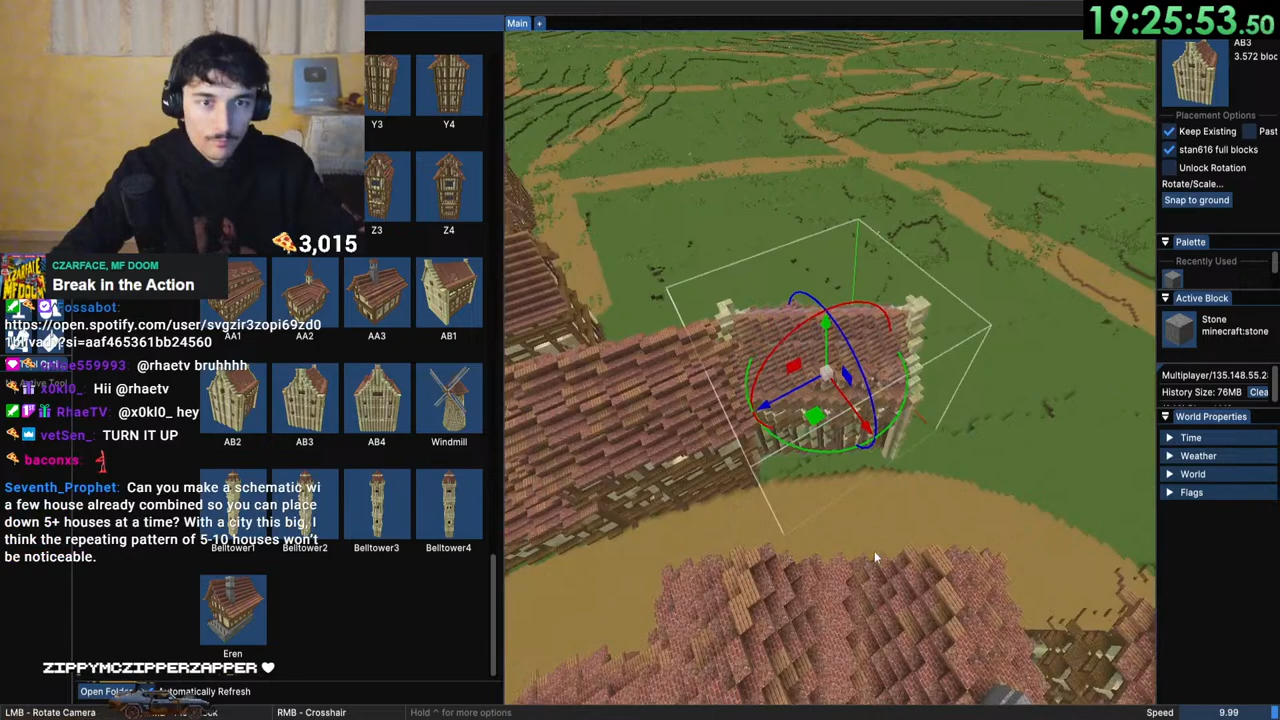 Main +
19:25:53.50
AB3
3.572 bloc
Placement Options
Keep Existing Past
stan616 full blocks
Unlock Rotation
Rotate/Scale...
Snap to ground
Palette
Recently Used
Active Block
Stone
minecraft:stone
Multiplayer/135.148.55.2
History Size: 76MB Clea
World Properties
Time
Weather
World
Flags
Y3 Y4
Z3 Z4
3,015
CZARFACE, MF DOOM
Break in the Action
AA1 AA2 AA3 AB1
AB2 AB3 AB4 Windmill
Belltower1 Belltower2 Belltower3 Belltower4
Eren
Fossabot:
https://open.spotify.com/user/svgzir3zopi69zd0
559993: @rhaetv bruhhhh
x0kl0_: Hii @rhaetv
RhaeTV: @x0kl0_ hey
vetSen_: TURN IT UP
baconxs:
Seventh_Prophet: Can you make a schematic wi
a few house already combined so you can place
down 5+ houses at a time? With a city this big, I
think the repeating pattern of 5-10 houses won't
be noticeable.
ZIPPYMCZIPPERZAPPER
Automatically Refresh
LMB - Rotate Camera
RMB - Crosshair
Hold ^ for more options
Speed 9.99